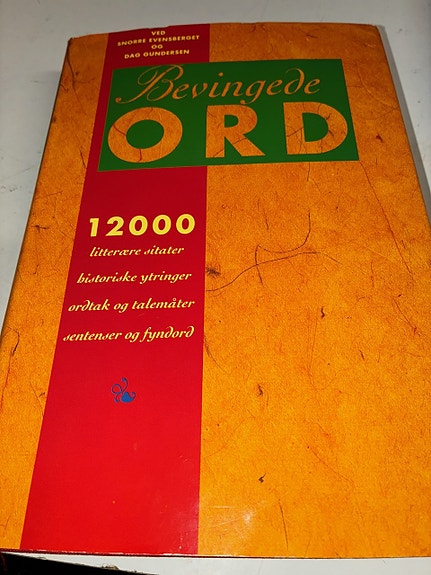 VED
SNORRE EVENSBERGET
OG
DAG GUNDERSEN
Bevingede
ORD
12000
litterære sitater
historiske ytringer
ordtak og talemåter
sentenser og fyndord